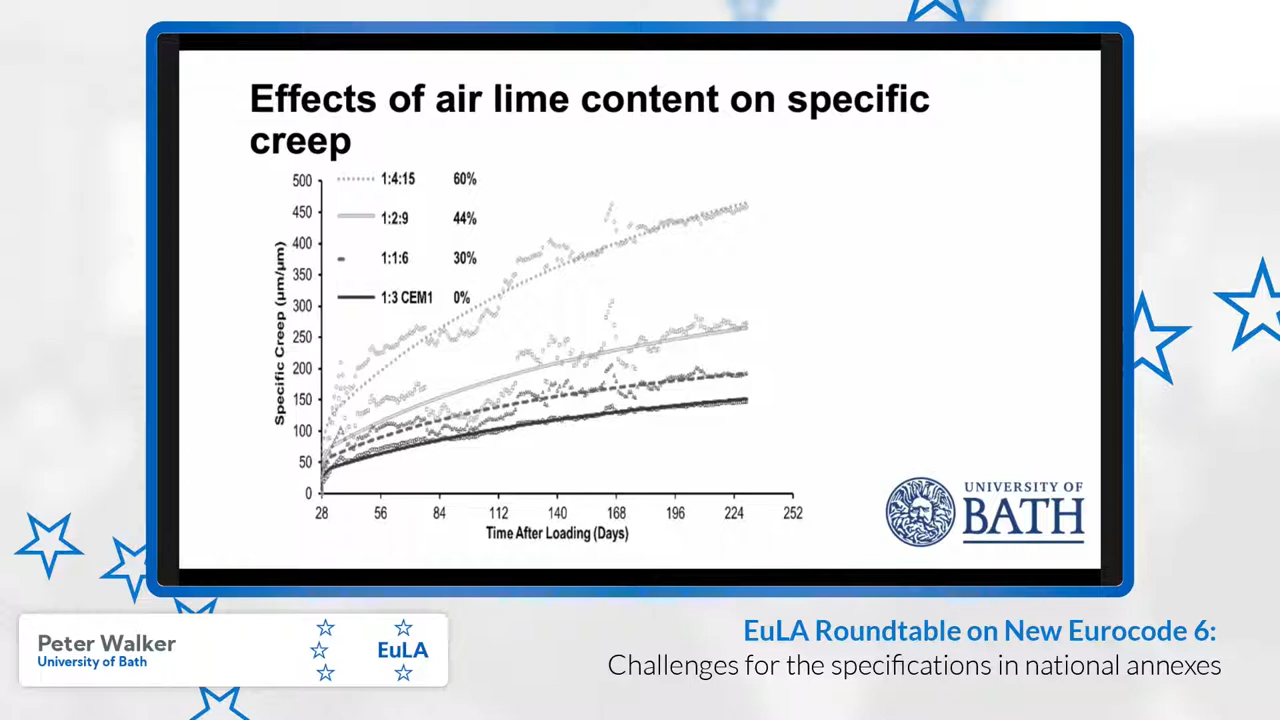 Effects of air lime content on specific
creep
1:4:15 60%
1:2:9 44%
1:1:6 30%
1:3 CEM1 0%
Specific Creep (µm/µm)
500
450
400
350
300
250
200
150
100
50
0
28 56 84 112 140 168 196 224 252
Time After Loading (Days)
UNIVERSITY OF
BATH
Peter Walker
University of Bath
EuLA
EuLA Roundtable on New Eurocode 6:
Challenges for the specifications in national annexes